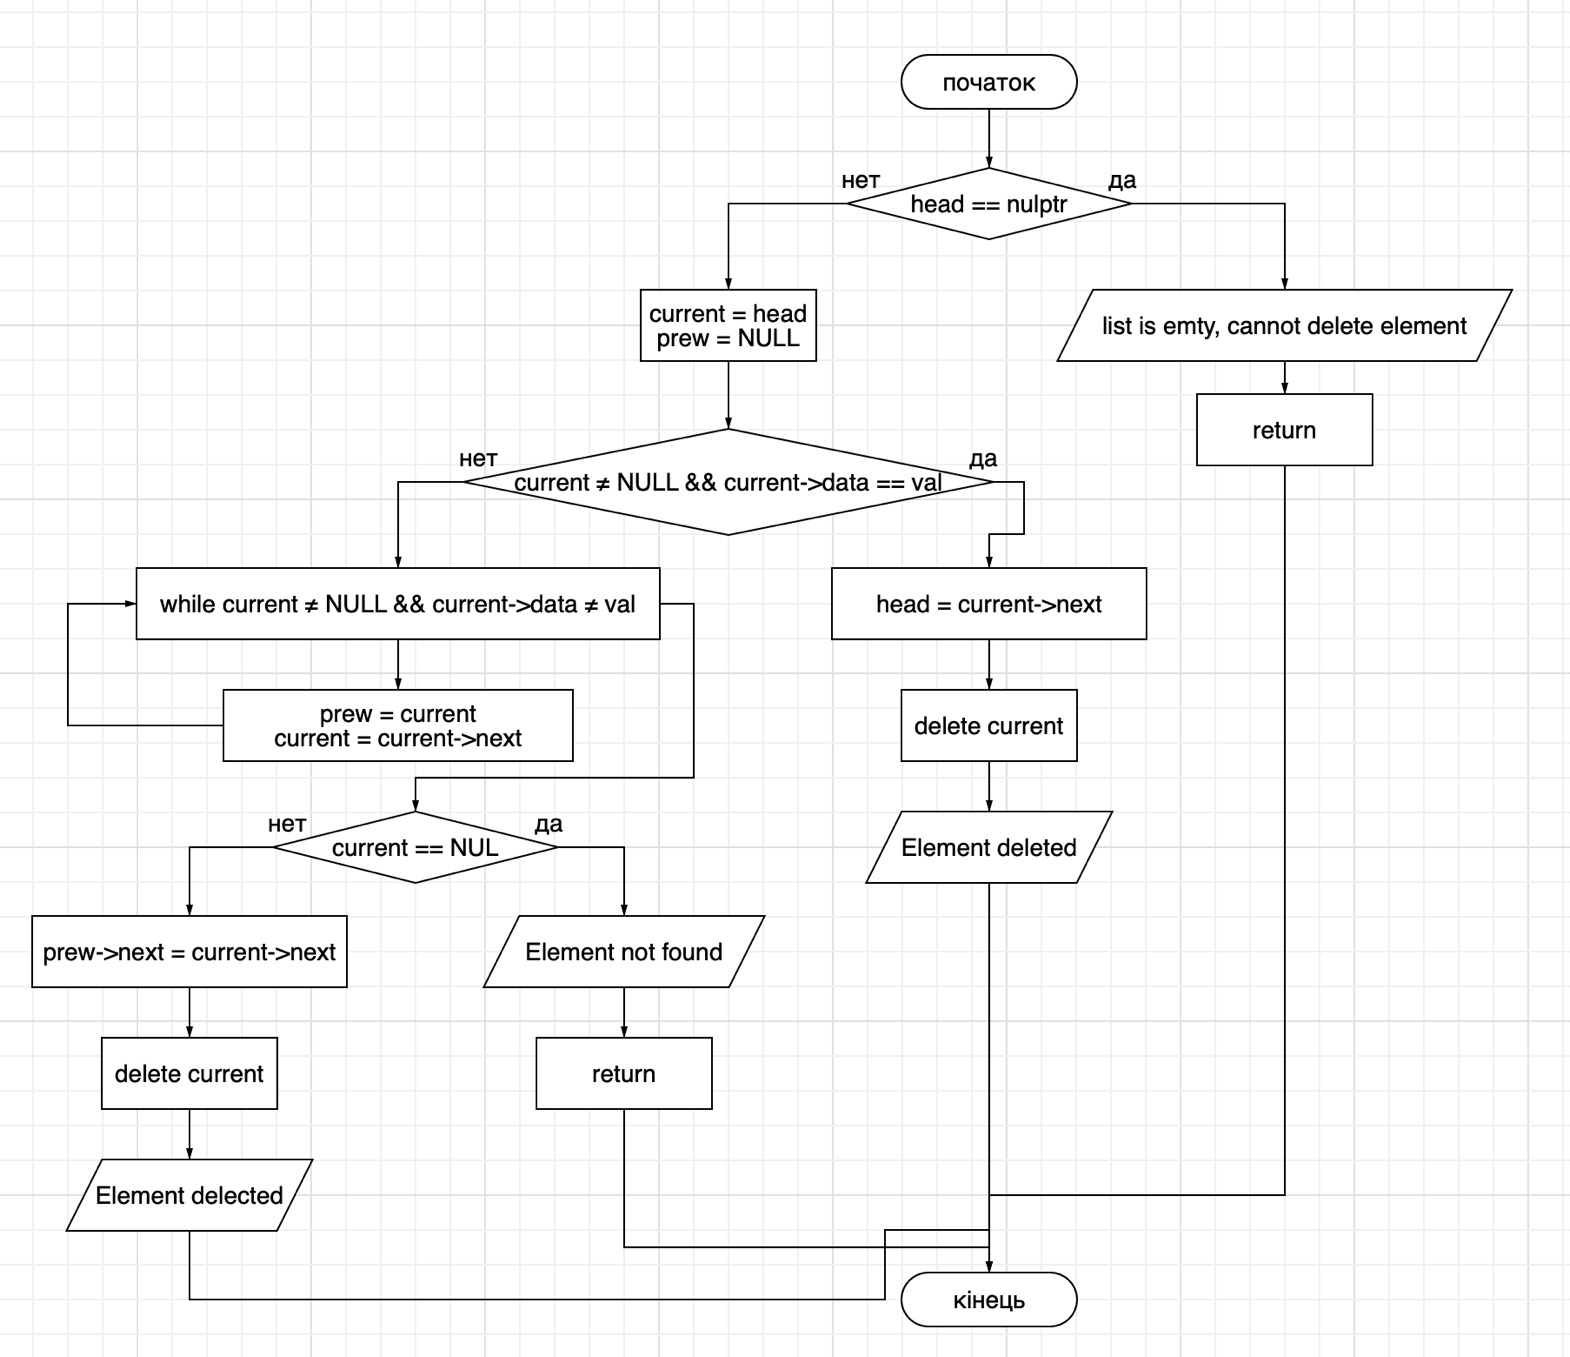 початок
нет
да
head == nulptr
current = head
prew = NULL
list is emty, cannot delete element
return
нет
да
current ≠ NULL && current->data == val
while current ≠ NULL && current->data ≠ val
head = current->next
prew = current
current = current->next
delete current
нет
да
current == NUL
Element deleted
prew->next = current->next
Element not found
delete current
return
Element delected
кінець